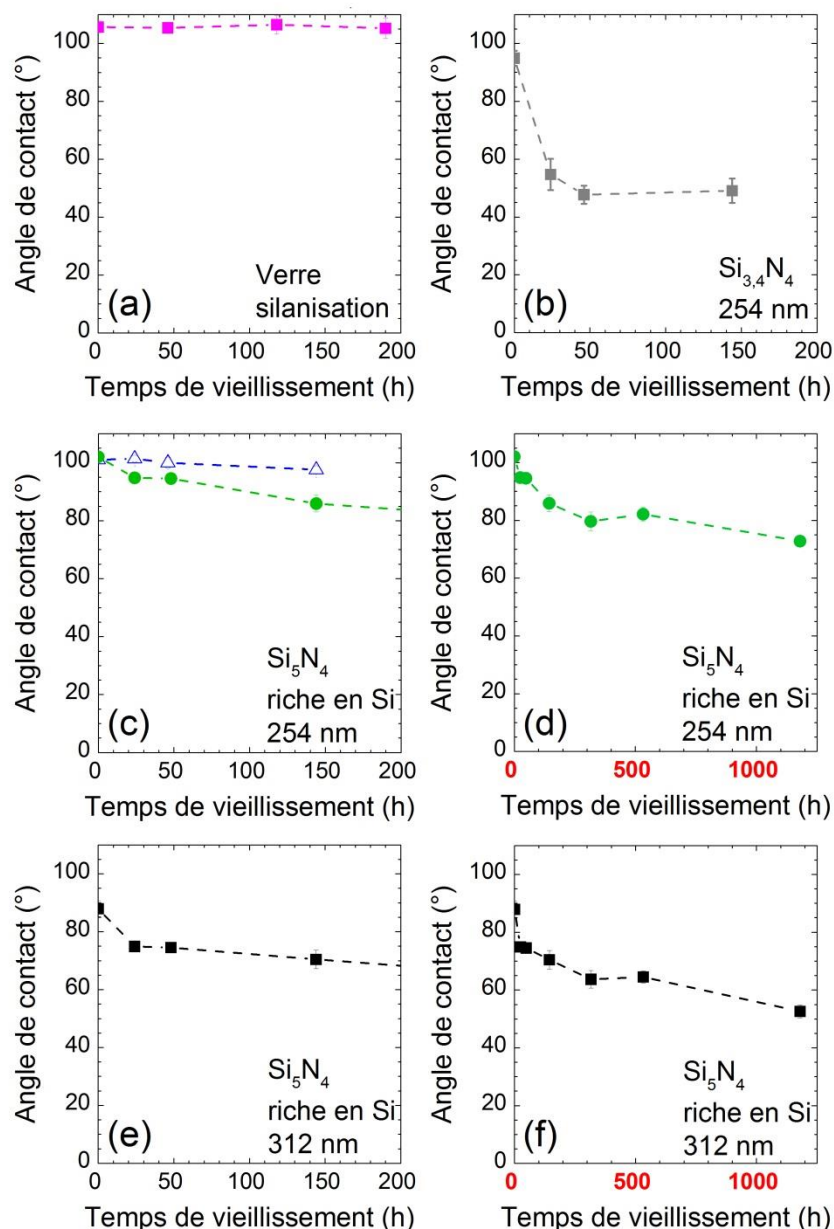 Angle de contact (°)
100
80
60
40
20
0
(a)
Verre
silanisation
0 50 100 150 200
Temps de vieillissement (h)
Angle de contact (°)
100
80
60
40
20
0
(b)
Si3,4N4
254 nm
0 50 100 150 200
Temps de vieillissement (h)
Angle de contact (°)
100
80
60
40
20
0
(c)
Si5N4
riche en Si
254 nm
0 50 100 150 200
Temps de vieillissement (h)
Angle de contact (°)
100
80
60
40
20
0
(d)
Si5N4
riche en Si
254 nm
0 500 1000
Temps de vieillissement (h)
Angle de contact (°)
100
80
60
40
20
0
(e)
Si5N4
riche en Si
312 nm
0 50 100 150 200
Temps de vieillissement (h)
Angle de contact (°)
100
80
60
40
20
0
(f)
Si5N4
riche en Si
312 nm
0 500 1000
Temps de vieillissement (h)